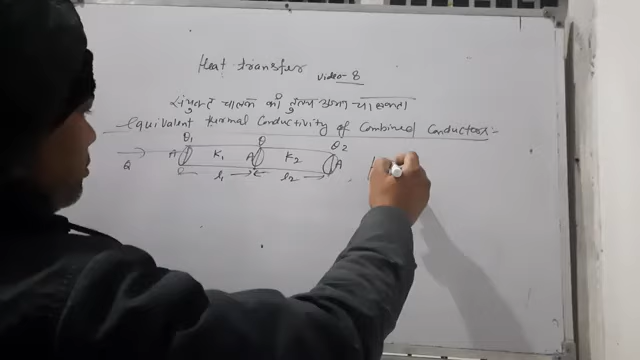 Heat transfer video-8
संयुक्त चालक की तुल्य ऊष्मा चालकता
Equivalent thermal Conductivity of Combined Conductors:-
θ1 θ θ2
Q A K1 A K2 A
l1 l2